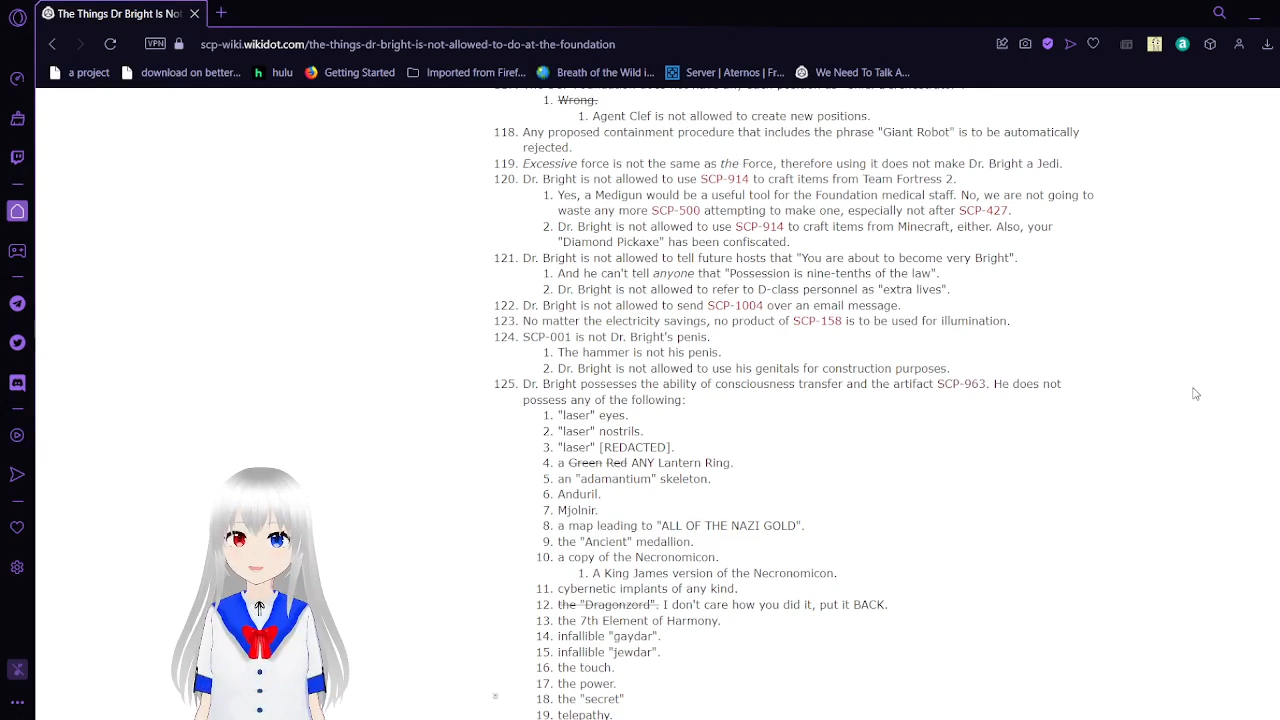 The Things Dr Bright Is Not
VPN
scp-wiki.wikidot.com/the-things-dr-bright-is-not-allowed-to-do-at-the-foundation
a project
download on better...
hulu
Getting Started
Imported from Firef...
Breath of the Wild i...
Server | Aternos | Fr...
We Need To Talk A...
1. Wrong.
1. Agent Clef is not allowed to create new positions.
118. Any proposed containment procedure that includes the phrase "Giant Robot" is to be automatically
rejected.
119. Excessive force is not the same as the Force, therefore using it does not make Dr. Bright a Jedi.
120. Dr. Bright is not allowed to use SCP-914 to craft items from Team Fortress 2.
1. Yes, a Medigun would be a useful tool for the Foundation medical staff. No, we are not going to
waste any more SCP-500 attempting to make one, especially not after SCP-427.
2. Dr. Bright is not allowed to use SCP-914 to craft items from Minecraft, either. Also, your
"Diamond Pickaxe" has been confiscated.
121. Dr. Bright is not allowed to tell future hosts that "You are about to become very Bright".
1. And he can't tell anyone that "Possession is nine-tenths of the law".
2. Dr. Bright is not allowed to refer to D-class personnel as "extra lives".
122. Dr. Bright is not allowed to send SCP-1004 over an email message.
123. No matter the electricity savings, no product of SCP-158 is to be used for illumination.
124. SCP-001 is not Dr. Bright's penis.
1. The hammer is not his penis.
2. Dr. Bright is not allowed to use his genitals for construction purposes.
125. Dr. Bright possesses the ability of consciousness transfer and the artifact SCP-963. He does not
possess any of the following:
1. "laser" eyes.
2. "laser" nostrils.
3. "laser" [REDACTED].
4. a Green Red ANY Lantern Ring.
5. an "adamantium" skeleton.
6. Anduril.
7. Mjolnir.
8. a map leading to "ALL OF THE NAZI GOLD".
9. the "Ancient" medallion.
10. a copy of the Necronomicon.
1. A King James version of the Necronomicon.
11. cybernetic implants of any kind.
12. the "Dragonzord". I don't care how you did it, put it BACK.
13. the 7th Element of Harmony.
14. infallible "gaydar".
15. infallible "jewdar".
16. the touch.
17. the power.
18. the "secret"
19. telepathy.